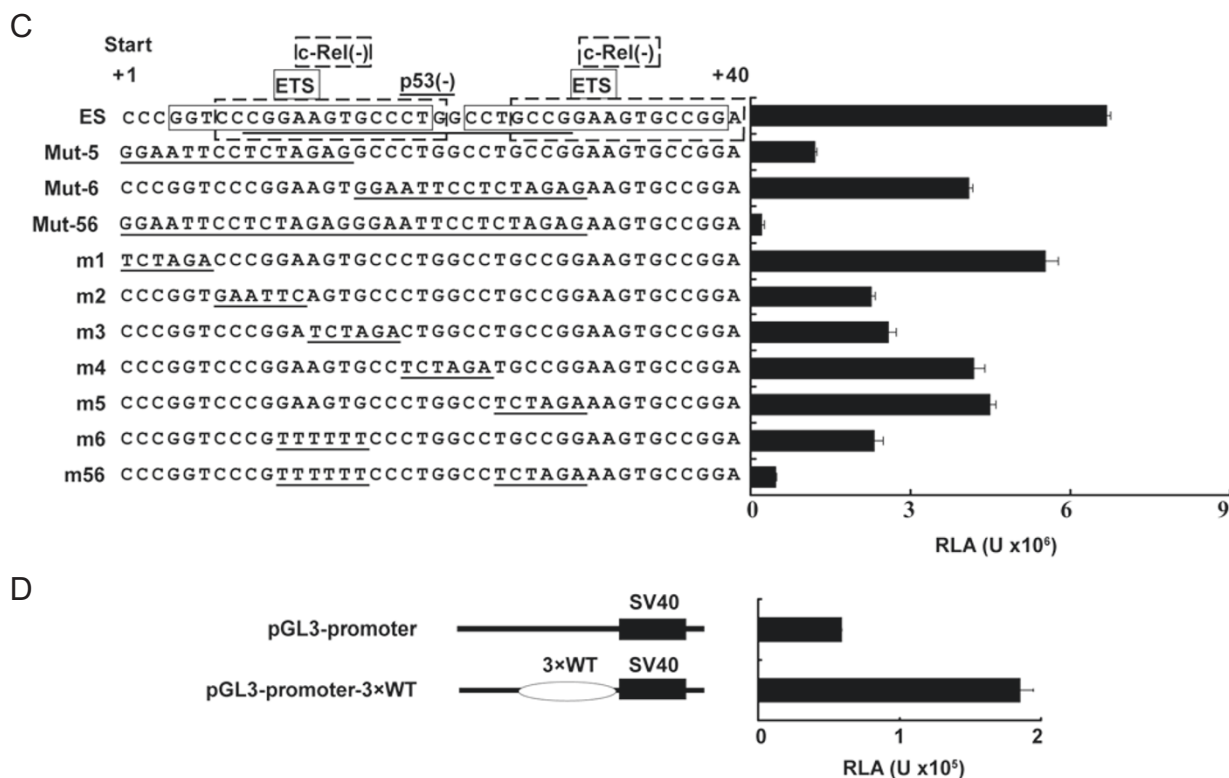 C
Start
+1
c-Rel(-)
ETS
p53(-)
c-Rel(-)
ETS
+40
ES CCCGGTCCCGGAAGTGCCCTGGCCTGCCGGAAGTGCCGGA
Mut-5 GGAATTCCTCTAGAGGCCCTGGCCTGCCGGAAGTGCCGGA
Mut-6 CCCGGTCCCGGAAGTGGAATTCCTCTAGAGAAGTGCCGGA
Mut-56 GGAATTCCTCTAGAGGGAATTCCTCTAGAGAAGTGCCGGA
m1 TCTAGACCCGGAAGTGCCCTGGCCTGCCGGAAGTGCCGGA
m2 CCCGGTGAATTCAGTGCCCTGGCCTGCCGGAAGTGCCGGA
m3 CCCGGTCCCGGATCTAGACTGGCCTGCCGGAAGTGCCGGA
m4 CCCGGTCCCGGAAGTGCCTCTAGATGCCGGAAGTGCCGGA
m5 CCCGGTCCCGGAAGTGCCCTGGCCTCTAGAAAGTGCCGGA
m6 CCCGGTCCCGTTTTTTCCCTGGCCTGCCGGAAGTGCCGGA
m56 CCCGGTCCCGTTTTTTCCCTGGCCTCTAGAAAGTGCCGGA
0 3 6 9
RLA (U x10⁶)
D
SV40
pGL3-promoter
3×WT SV40
pGL3-promoter-3×WT
0 1 2
RLA (U x10⁵)